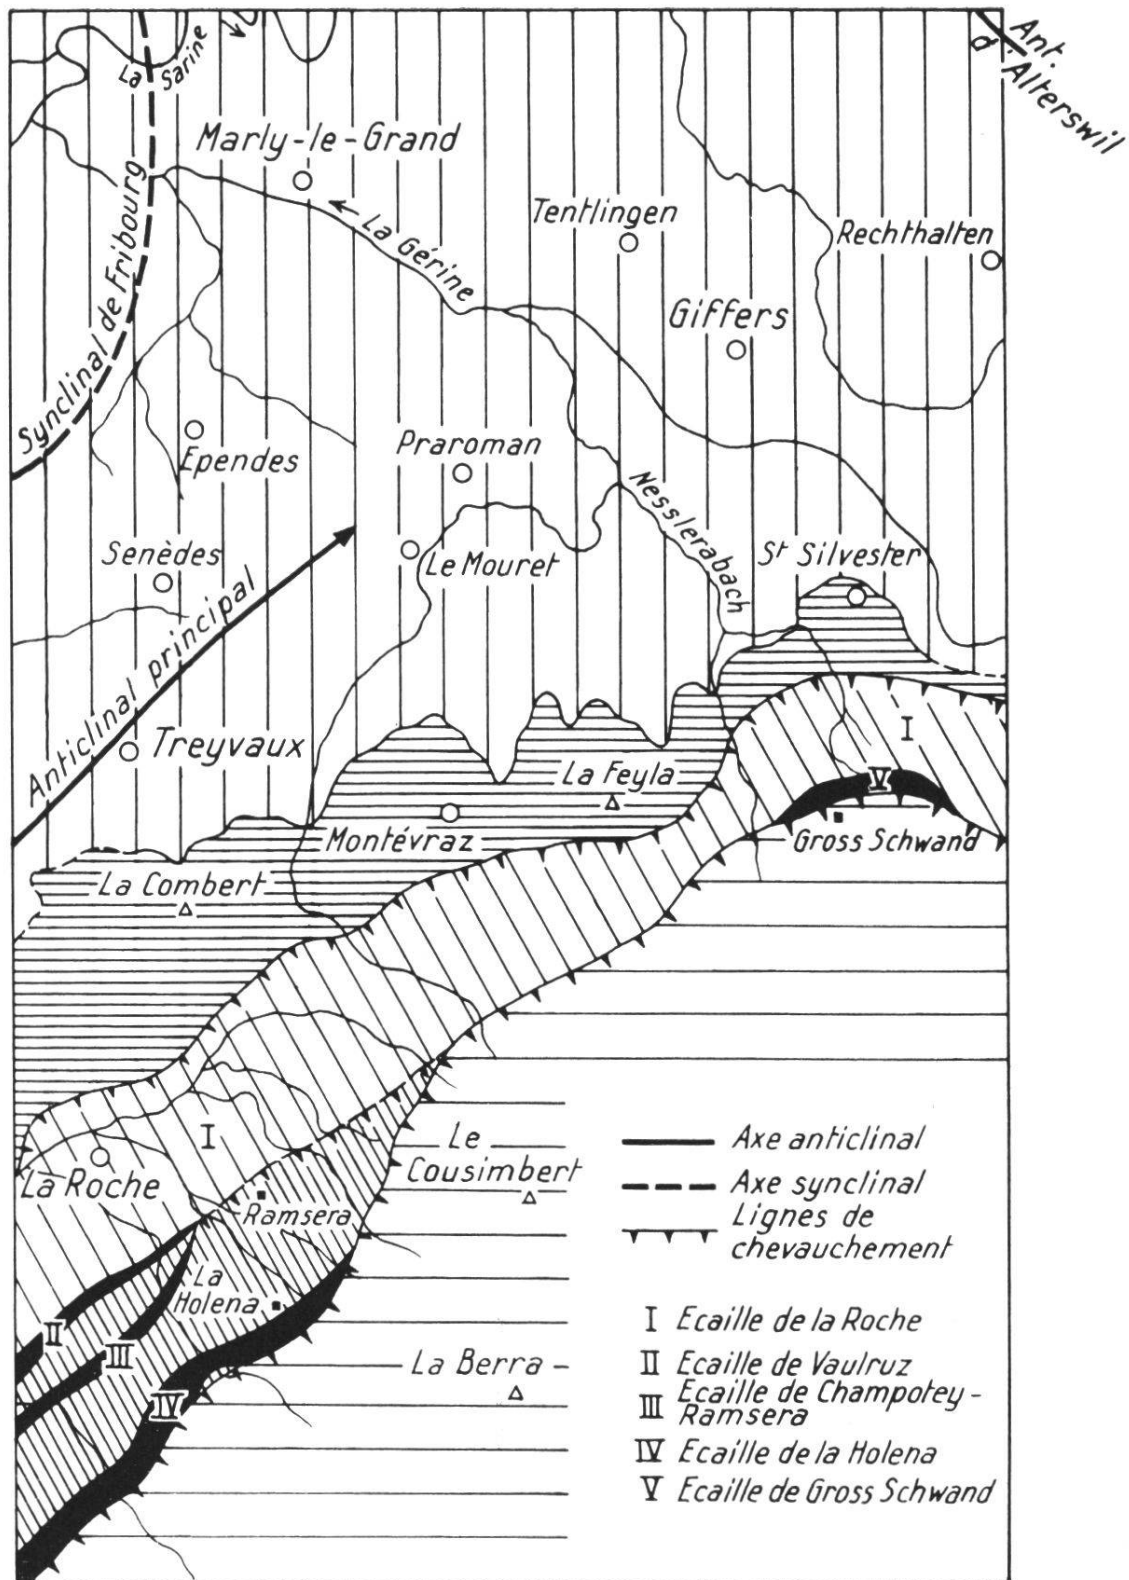 Ant.
d'Alterswil
La Sarine
Marly-le-Grand
La Gérine
Tentlingen
Rechthalten
Synclinal de Fribourg
Giffers
Ependes
Praroman
Nesslerabach
Senèdes
Le Mouret
St Silvester
Anticlinal principal
Treyvaux
I
La Feyla
V
Montévraz
Gross Schwand
La Combert
I
Le
Cousimbert
La Roche
Ramsera
La
Holena
II
III
IV
La Berra
Axe anticlinal
Axe synclinal
Lignes de
chevauchement
I Ecaille de la Roche
II Ecaille de Vaulruz
III Ecaille de Champotey-
Ramsera
IV Ecaille de la Holena
V Ecaille de Gross Schwand